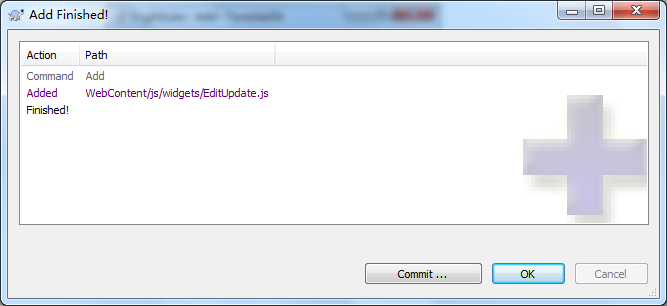 Add Finished!
Action Path
Command Add
Added WebContent/js/widgets/EditUpdate.js
Finished!
Commit ... OK Cancel